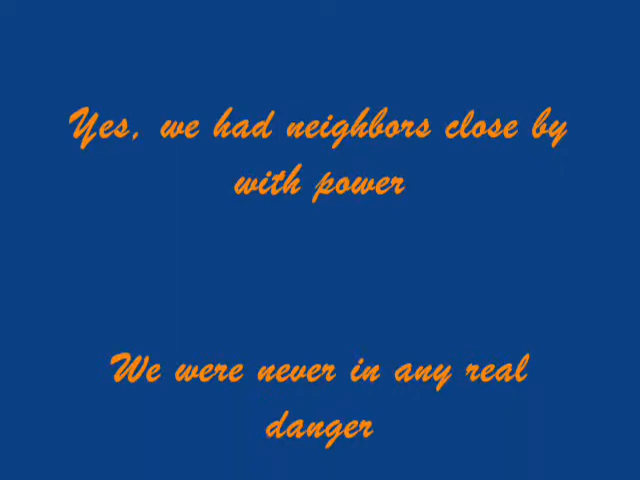 Yes, we had neighbors close by
with power
We were never in any real
danger